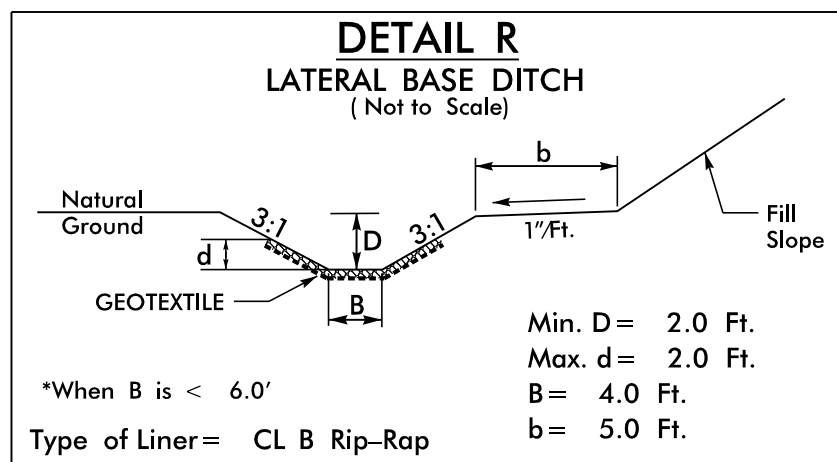 DETAIL R
LATERAL BASE DITCH
( Not to Scale)
b
Natural
Ground
3:1
D
3:1
1"/Ft.
Fill
Slope
d
GEOTEXTILE
B
Min. D = 2.0 Ft.
Max. d = 2.0 Ft.
*When B is < 6.0'
B = 4.0 Ft.
b = 5.0 Ft.
Type of Liner = CL B Rip-Rap